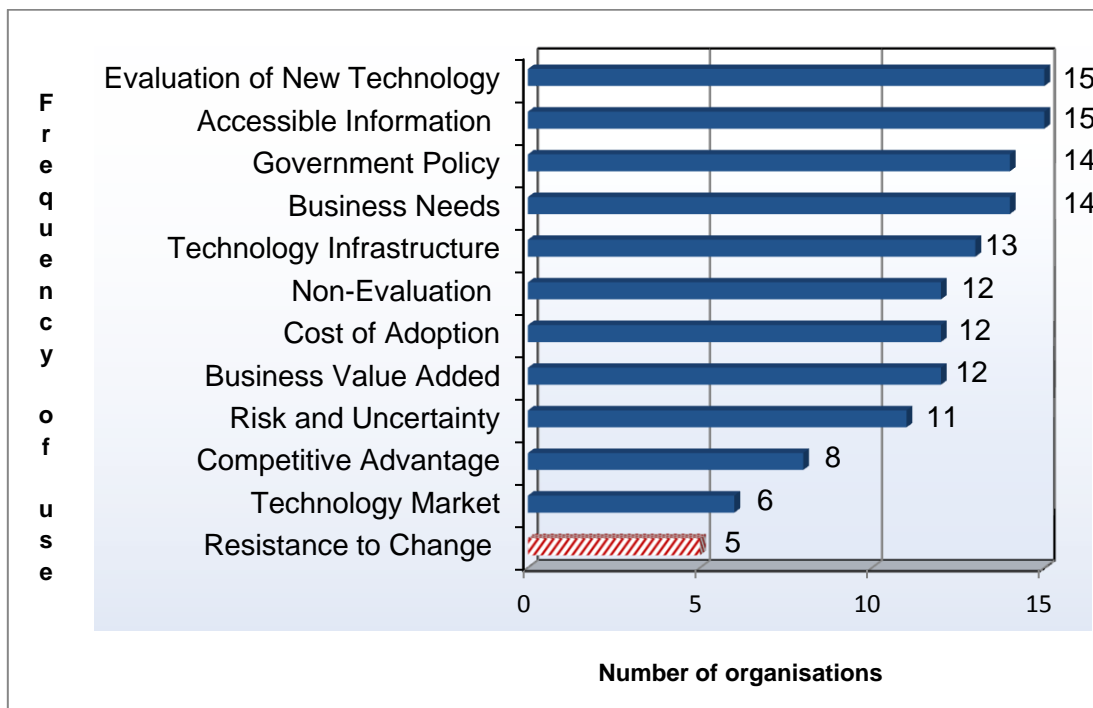 Frequency of use
Evaluation of New Technology 15
Accessible Information 15
Government Policy 14
Business Needs 14
Technology Infrastructure 13
Non-Evaluation 12
Cost of Adoption 12
Business Value Added 12
Risk and Uncertainty 11
Competitive Advantage 8
Technology Market 6
Resistance to Change 5
0 5 10 15
Number of organisations